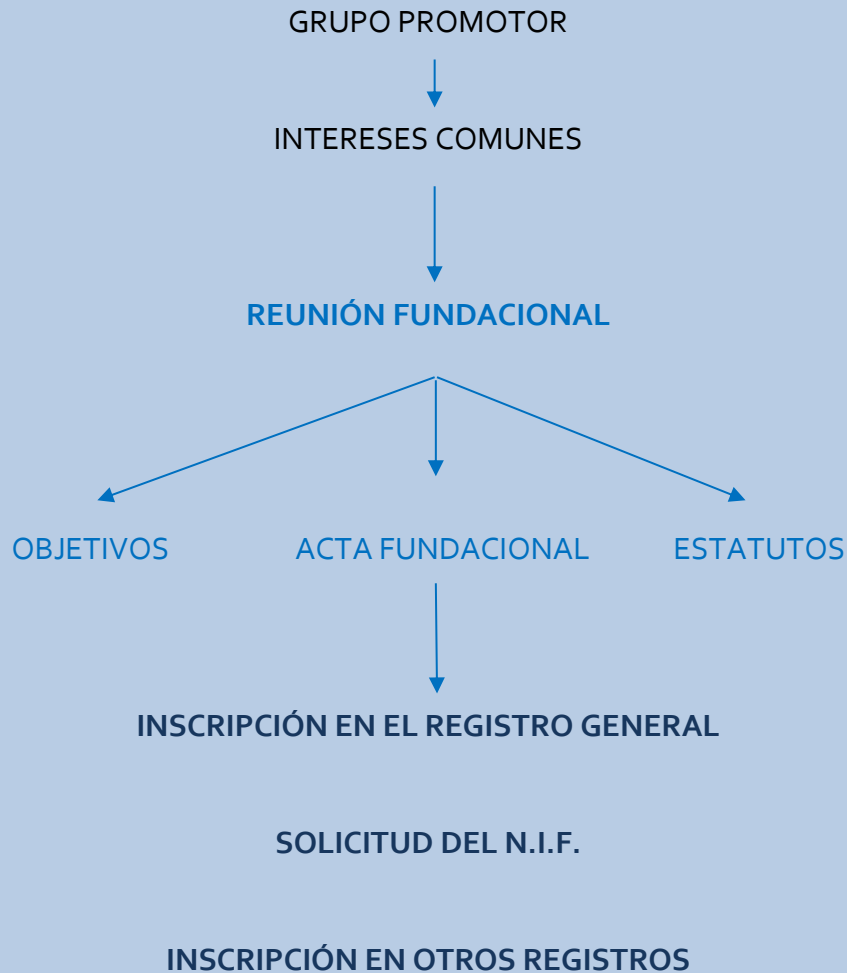 GRUPO PROMOTOR
INTERESES COMUNES
REUNIÓN FUNDACIONAL
OBJETIVOS
ACTA FUNDACIONAL
ESTATUTOS
INSCRIPCIÓN EN EL REGISTRO GENERAL
SOLICITUD DEL N.I.F.
INSCRIPCIÓN EN OTROS REGISTROS